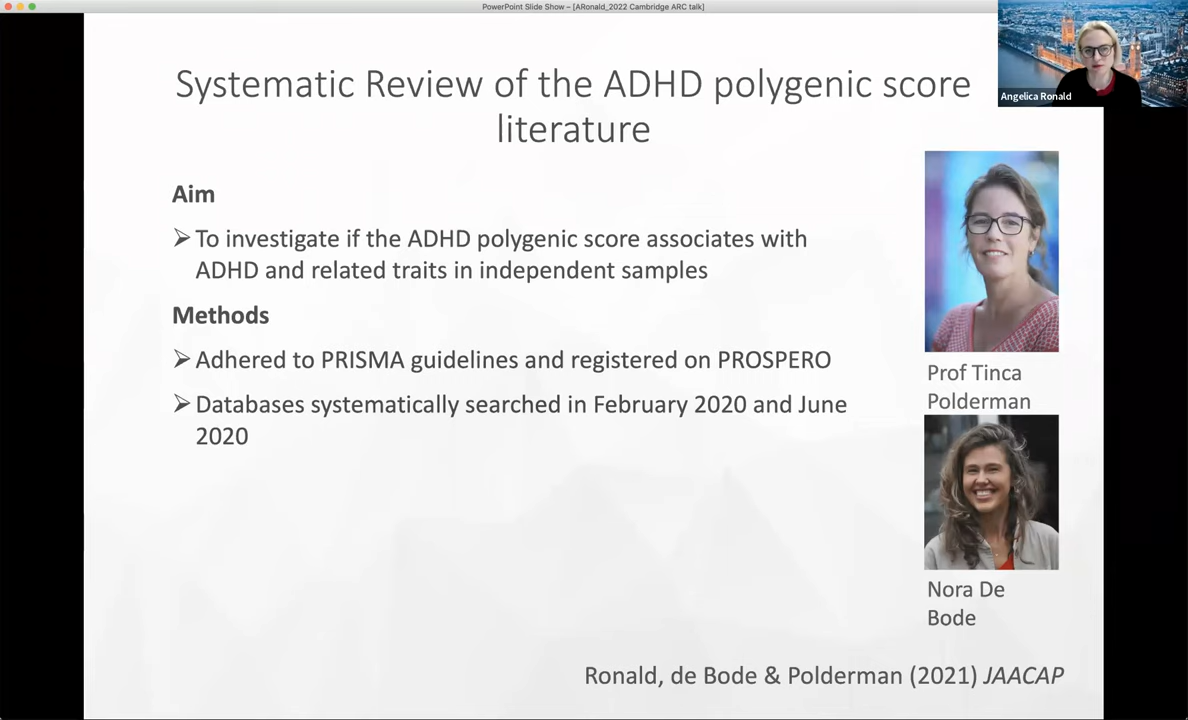 PowerPoint Slide Show – [ARonald_2022 Cambridge ARC talk]
Angelica Ronald
Systematic Review of the ADHD polygenic score
literature
Aim
➢To investigate if the ADHD polygenic score associates with
ADHD and related traits in independent samples
Methods
➢Adhered to PRISMA guidelines and registered on PROSPERO
➢Databases systematically searched in February 2020 and June
2020
Prof Tinca
Polderman
Nora De
Bode
Ronald, de Bode & Polderman (2021) JAACAP